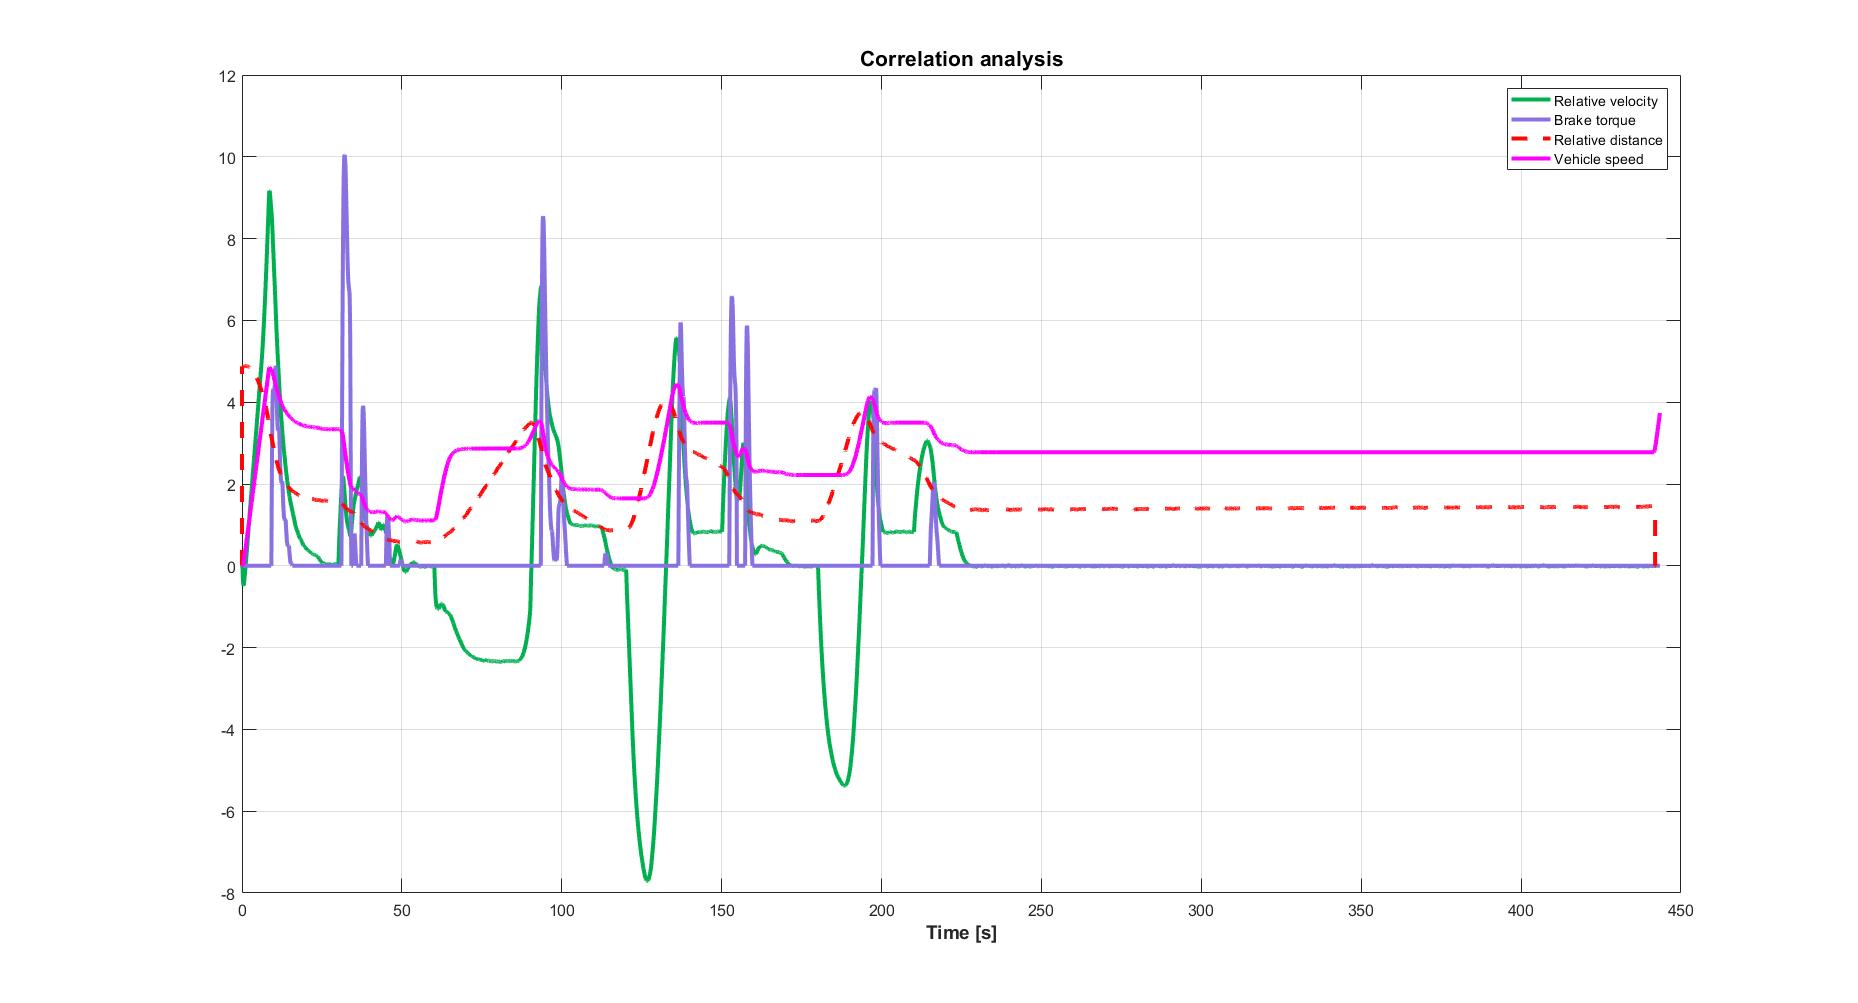 Correlation analysis
12
10
8
6
4
2
0
-2
-4
-6
-8
0 50 100 150 200 250 300 350 400 450
Time [s]
Relative velocity
Brake torque
Relative distance
Vehicle speed